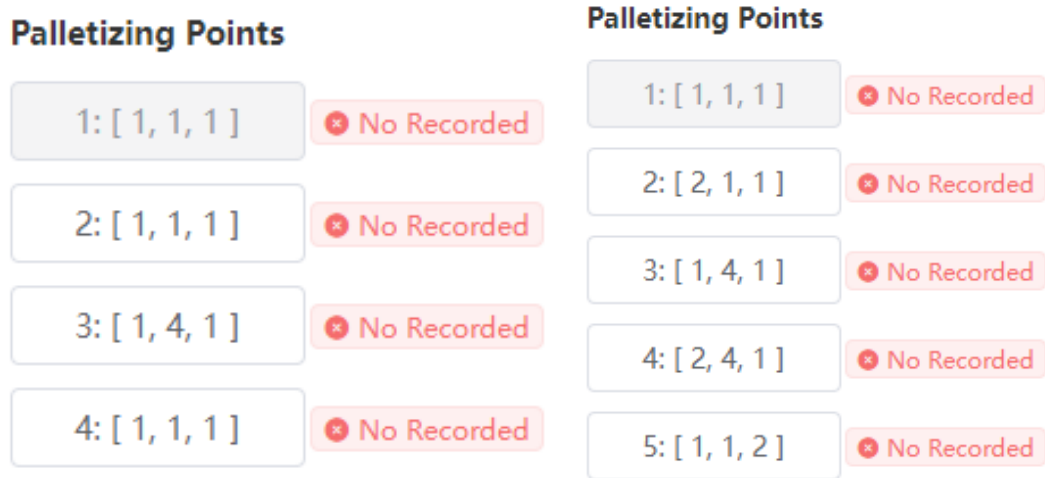 Palletizing Points
1: [ 1, 1, 1 ] No Recorded
2: [ 1, 1, 1 ] No Recorded
3: [ 1, 4, 1 ] No Recorded
4: [ 1, 1, 1 ] No Recorded
Palletizing Points
1: [ 1, 1, 1 ] No Recorded
2: [ 2, 1, 1 ] No Recorded
3: [ 1, 4, 1 ] No Recorded
4: [ 2, 4, 1 ] No Recorded
5: [ 1, 1, 2 ] No Recorded